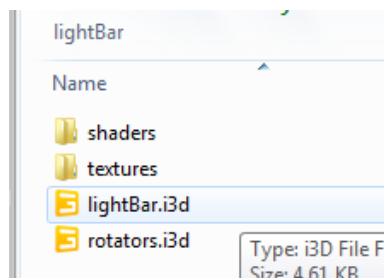 lightBar
Name
shaders
textures
lightBar.i3d
rotators.i3d
Type: i3D File F
Size: 4.61 KB